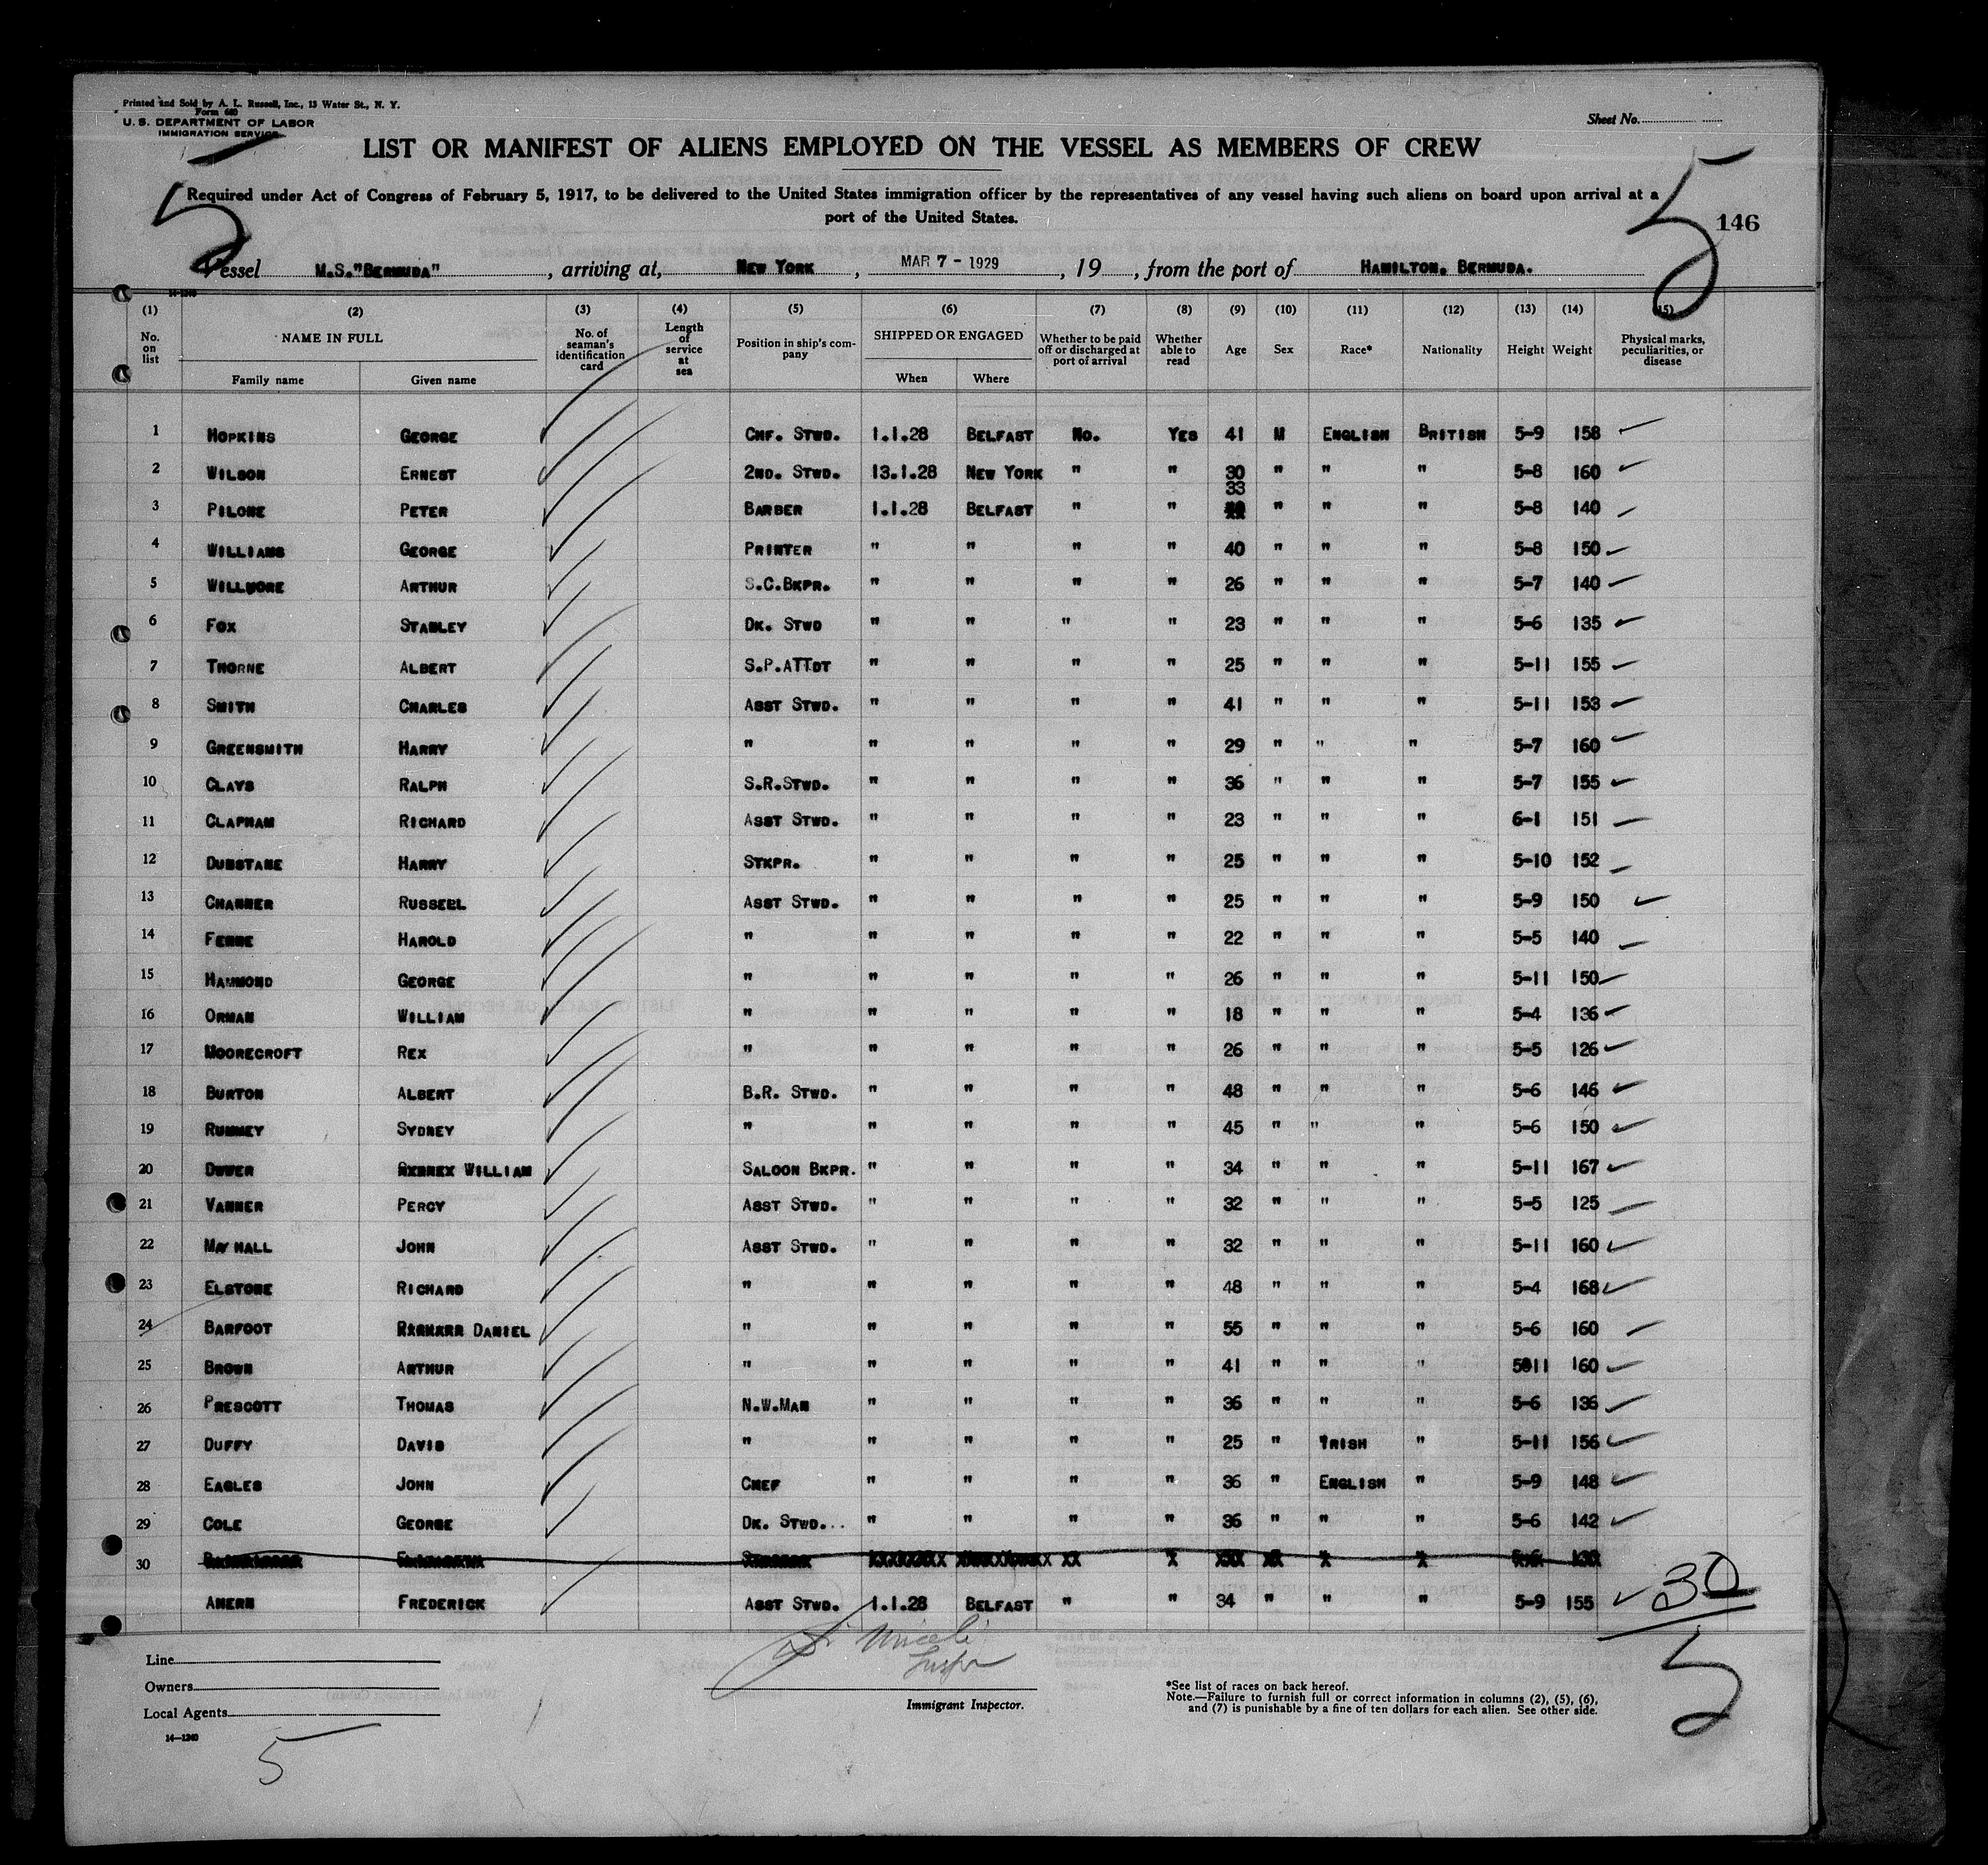 Printed and Sold by A. L. Russell, Inc., 13 Water St., N. Y.
Form 680
U. S. DEPARTMENT OF LABOR
IMMIGRATION SERVICE
Sheet No.
LIST OR MANIFEST OF ALIENS EMPLOYED ON THE VESSEL AS MEMBERS OF CREW
Required under Act of Congress of February 5, 1917, to be delivered to the United States immigration officer by the representatives of any vessel having such aliens on board upon arrival at a
port of the United States.
5 5 146
Vessel M.S."BERMUDA", arriving at, NEW YORK, MAR 7 - 1929, 19, from the port of HAMILTON. BERMUDA.
14-1240
(1) (2) (3) (4) (5) (6) (7) (8) (9) (10) (11) (12) (13) (14) (15)
No. on list NAME IN FULL Family name Given name No. of seaman's identification card Length of service at sea Position in ship's company SHIPPED OR ENGAGED When Where Whether to be paid off or discharged at port of arrival Whether able to read Age Sex Race* Nationality Height Weight Physical marks, peculiarities, or disease
1 HOPKINS GEORGE CHF. STWD. 1.1.28 BELFAST NO. YES 41 M ENGLISH BRITISH 5-9 158
2 WILSON ERNEST 2ND. STWD. 13.1.28 NEW YORK " " 30 " " " 5-8 160
3 PILONE PETER BARBER 1.1.28 BELFAST " " 33 " " " 5-8 140
4 WILLIAMS GEORGE PRINTER " " " " 40 " " " 5-8 150
5 WILLMORE ARTHUR S.C.BKPR. " " " " 26 " " " 5-7 140
6 FOX STANLEY DK. STWD " " " " 23 " " " 5-6 135
7 THORNE ALBERT S.P.ATTDT " " " " 25 " " " 5-11 155
8 SMITH CHARLES ASST STWD. " " " " 41 " " " 5-11 153
9 GREENSMITH HARRY " " " " " 29 " " " 5-7 160
10 CLAYS RALPH S.R.STWD. " " " " 36 " " " 5-7 155
11 CLAPHAM RICHARD ASST STWD. " " " " 23 " " " 6-1 151
12 DUNSTANE HARRY STKPR. " " " " 25 " " " 5-10 152
13 CHANNER RUSSELL ASST STWD. " " " " 25 " " " 5-9 150
14 FENNE HAROLD " " " " " 22 " " " 5-5 140
15 HAMMOND GEORGE " " " " " 26 " " " 5-11 150
16 ORMAN WILLIAM " " " " " 18 " " " 5-4 136
17 MOORECROFT REX " " " " " 26 " " " 5-5 126
18 BURTON ALBERT B.R. STWD. " " " " 48 " " " 5-6 146
19 RUMMEY SYDNEY " " " " " 45 " " " 5-6 150
20 DWER WILLIAM SALOON BKPR. " " " " 34 " " " 5-11 167
21 VANNER PERCY ASST STWD. " " " " 32 " " " 5-5 125
22 MAYHALL JOHN ASST STWD. " " " " 32 " " " 5-11 160
23 ELSTONE RICHARD " " " " " 48 " " " 5-4 168
24 BARFOOT DANIEL " " " " " 55 " " " 5-6 160
25 BROWN ARTHUR " " " " " 41 " " " 5011 160
26 PRESCOTT THOMAS N.W.MAN " " " " 36 " " " 5-6 136
27 DUFFY DAVID " " " " " 25 " IRISH " 5-11 156
28 EAGLES JOHN CHEF " " " " 36 " ENGLISH " 5-9 148
29 COLE GEORGE DK. STWD... " " " " 36 " " " 5-6 142
30
AHERN FREDERICK ASST STWD. 1.1.28 BELFAST " " 34 " " " 5-9 155
30
5
Line
Owners
Local Agents
Immigrant Inspector.
*See list of races on back hereof.
Note.—Failure to furnish full or correct information in columns (2), (5), (6),
and (7) is punishable by a fine of ten dollars for each alien. See other side.
14-1240
5